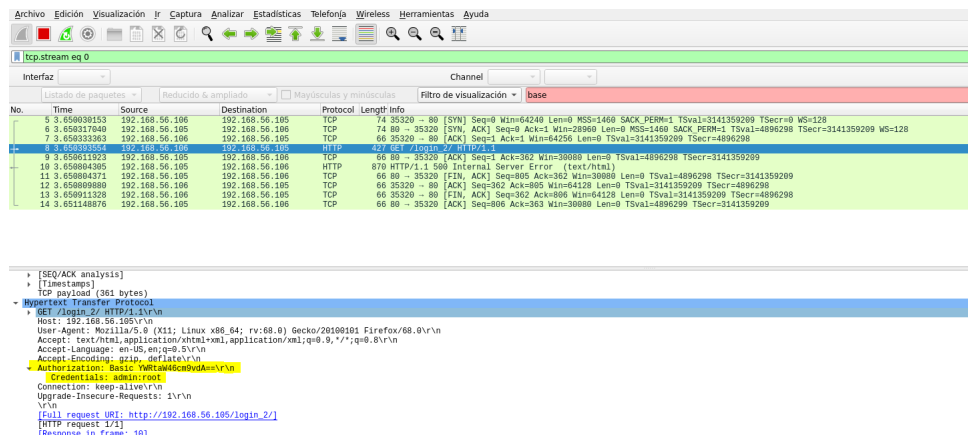 Archivo Edición Visualización Ir Captura Analizar Estadísticas Telefonía Wireless Herramientas Ayuda
tcp.stream eq 0
Interfaz Channel
Listado de paquetes Reducido & ampliado Mayúsculas y minúsculas Filtro de visualización base
No. Time Source Destination Protocol Length Info
5 3.650030153 192.168.56.106 192.168.56.105 TCP 74 35320 → 80 [SYN] Seq=0 Win=64240 Len=0 MSS=1460 SACK_PERM=1 TSval=3141359209 TSecr=0 WS=128
6 3.650317040 192.168.56.105 192.168.56.106 TCP 74 80 → 35320 [SYN, ACK] Seq=0 Ack=1 Win=28960 Len=0 MSS=1460 SACK_PERM=1 TSval=4896298 TSecr=3141359209 WS=128
7 3.650333363 192.168.56.106 192.168.56.105 TCP 66 35320 → 80 [ACK] Seq=1 Ack=1 Win=64256 Len=0 TSval=3141359209 TSecr=4896298
8 3.650393554 192.168.56.106 192.168.56.105 HTTP 427 GET /login_2/ HTTP/1.1
9 3.650611923 192.168.56.105 192.168.56.106 TCP 66 80 → 35320 [ACK] Seq=1 Ack=362 Win=30080 Len=0 TSval=4896298 TSecr=3141359209
10 3.650804305 192.168.56.105 192.168.56.106 HTTP 870 HTTP/1.1 500 Internal Server Error (text/html)
11 3.650804371 192.168.56.105 192.168.56.106 TCP 66 80 → 35320 [FIN, ACK] Seq=805 Ack=362 Win=30080 Len=0 TSval=4896298 TSecr=3141359209
12 3.650809880 192.168.56.106 192.168.56.105 TCP 66 35320 → 80 [ACK] Seq=362 Ack=805 Win=64128 Len=0 TSval=3141359209 TSecr=4896298
13 3.650911328 192.168.56.106 192.168.56.105 TCP 66 35320 → 80 [FIN, ACK] Seq=362 Ack=806 Win=64128 Len=0 TSval=3141359209 TSecr=4896298
14 3.651148876 192.168.56.105 192.168.56.106 TCP 66 80 → 35320 [ACK] Seq=806 Ack=363 Win=30080 Len=0 TSval=4896299 TSecr=3141359209
[SEQ/ACK analysis]
[Timestamps]
TCP payload (361 bytes)
Hypertext Transfer Protocol
GET /login_2/ HTTP/1.1\r\n
Host: 192.168.56.105\r\n
User-Agent: Mozilla/5.0 (X11; Linux x86_64; rv:68.0) Gecko/20100101 Firefox/68.0\r\n
Accept: text/html,application/xhtml+xml,application/xml;q=0.9,*/*;q=0.8\r\n
Accept-Language: en-US,en;q=0.5\r\n
Accept-Encoding: gzip, deflate\r\n
Authorization: Basic YWRtaW46cm9vdA==\r\n
Credentials: admin:root
Connection: keep-alive\r\n
Upgrade-Insecure-Requests: 1\r\n
\r\n
[Full request URI: http://192.168.56.105/login_2/]
[HTTP request 1/1]
[Response in frame: 10]